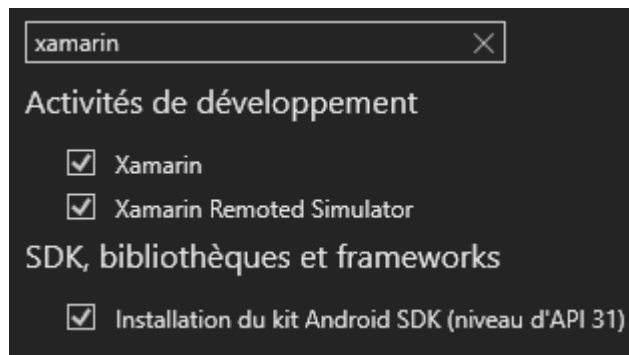 xamarin
Activités de développement
Xamarin
Xamarin Remoted Simulator
SDK, bibliothèques et frameworks
Installation du kit Android SDK (niveau d'API 31)